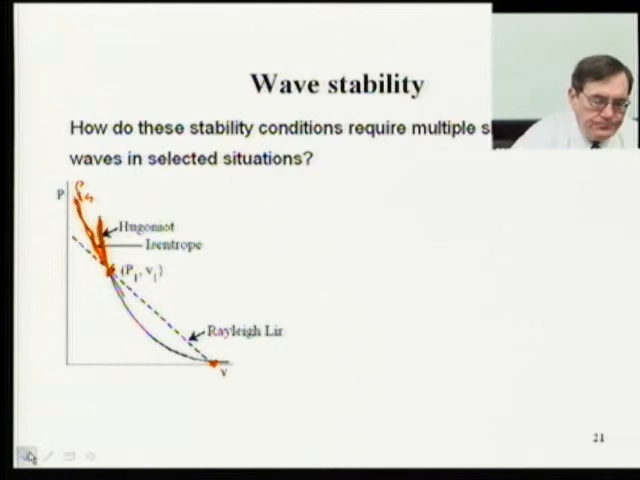 Wave stability
How do these stability conditions require multiple s
waves in selected situations?
P
Hugoniot
Isentrope
(P1, v1)
Rayleigh Lir
v
21